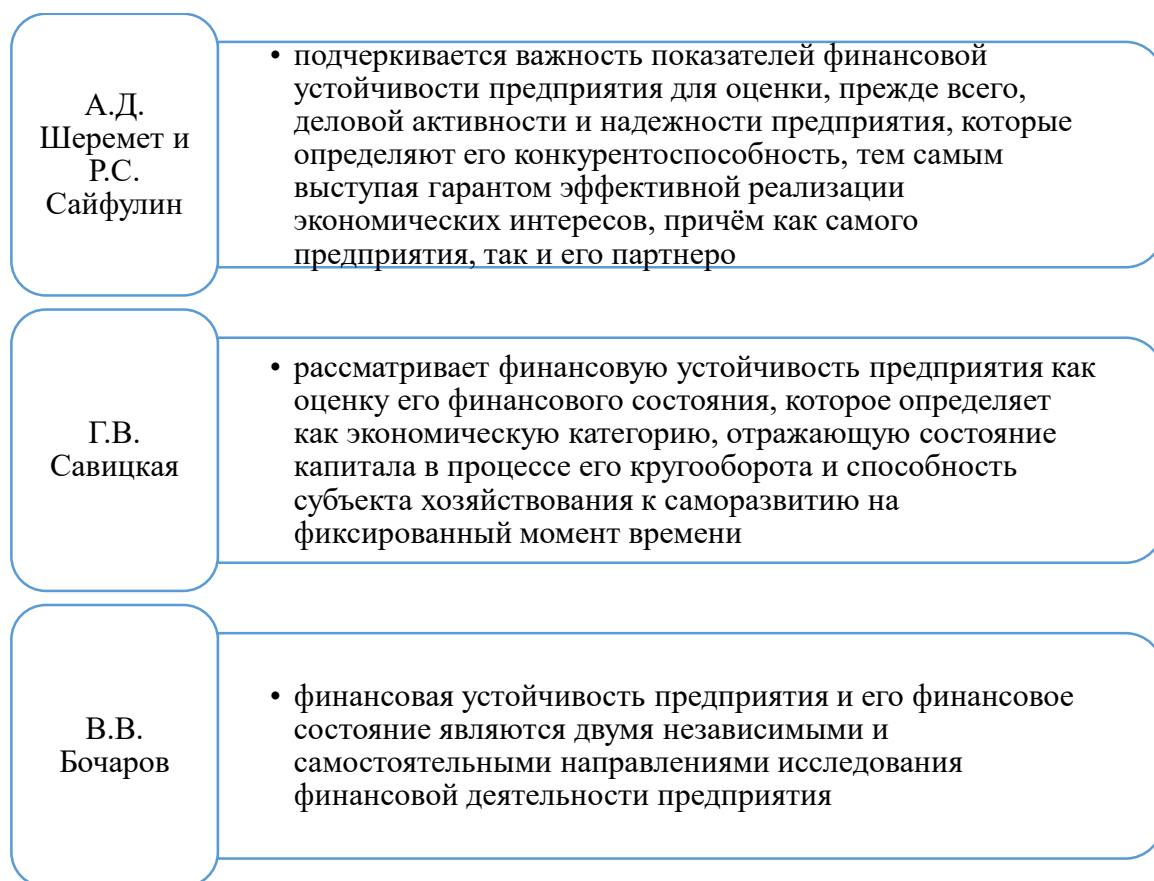 А.Д.
Шеремет и
Р.С.
Сайфулин
• подчеркивается важность показателей финансовой
устойчивости предприятия для оценки, прежде всего,
деловой активности и надежности предприятия, которые
определяют его конкурентоспособность, тем самым
выступая гарантом эффективной реализации
экономических интересов, причём как самого
предприятия, так и его партнеро
Г.В.
Савицкая
• рассматривает финансовую устойчивость предприятия как
оценку его финансового состояния, которое определяет
как экономическую категорию, отражающую состояние
капитала в процессе его кругооборота и способность
субъекта хозяйствования к саморазвитию на
фиксированный момент времени
В.В.
Бочаров
• финансовая устойчивость предприятия и его финансовое
состояние являются двумя независимыми и
самостоятельными направлениями исследования
финансовой деятельности предприятия